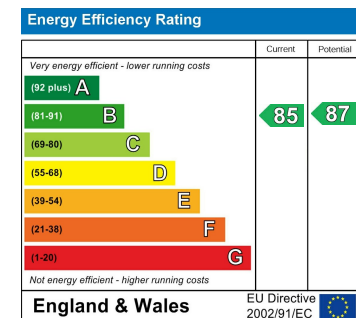 Energy Efficiency Rating
Current Potential
Very energy efficient - lower running costs
(92 plus) A
(81-91) B 85 87
(69-80) C
(55-68) D
(39-54) E
(21-38) F
(1-20) G
Not energy efficient - higher running costs
England & Wales
EU Directive
2002/91/EC